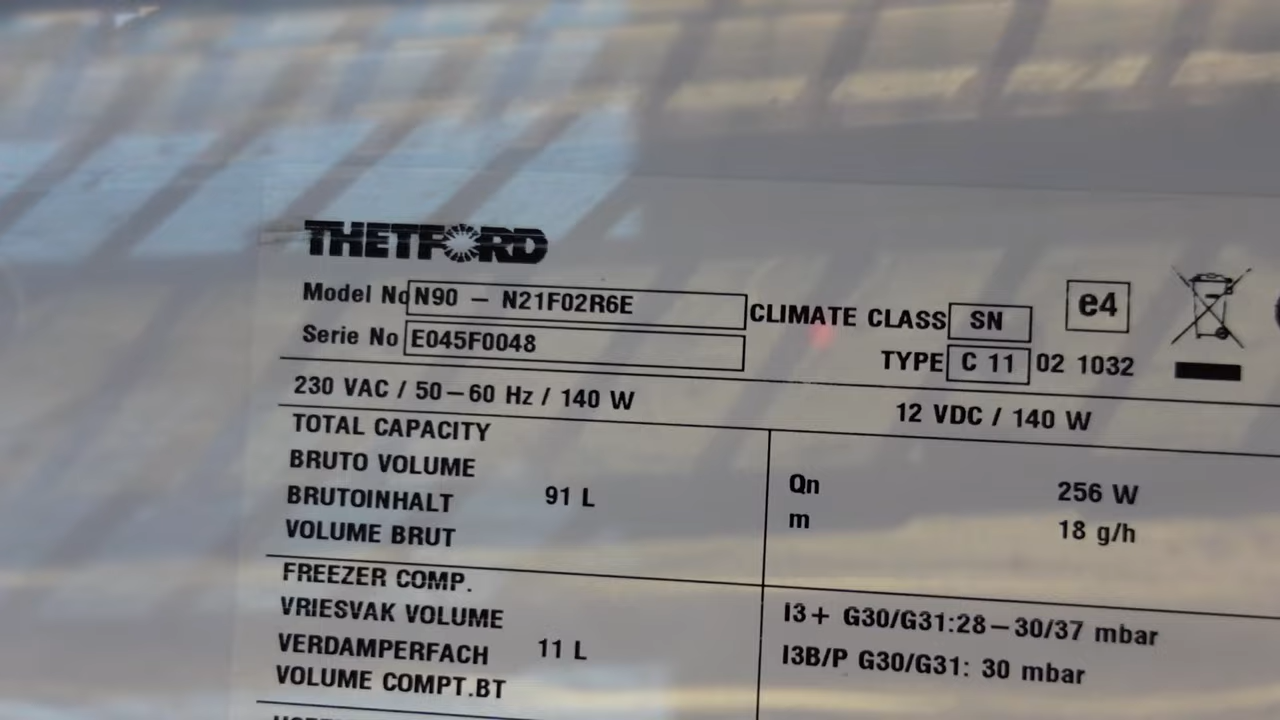 THETFORD
Model No N90 – N21F02R6E
Serie No E045F0048
CLIMATE CLASS SN
TYPE C 11 02 1032
e4
230 VAC / 50–60 Hz / 140 W
12 VDC / 140 W
TOTAL CAPACITY
BRUTO VOLUME
BRUTOINHALT 91 L
VOLUME BRUT
Qn 256 W
m 18 g/h
FREEZER COMP.
VRIESVAK VOLUME
VERDAMPERFACH 11 L
VOLUME COMPT.BT
I3+ G30/G31:28–30/37 mbar
I3B/P G30/G31: 30 mbar